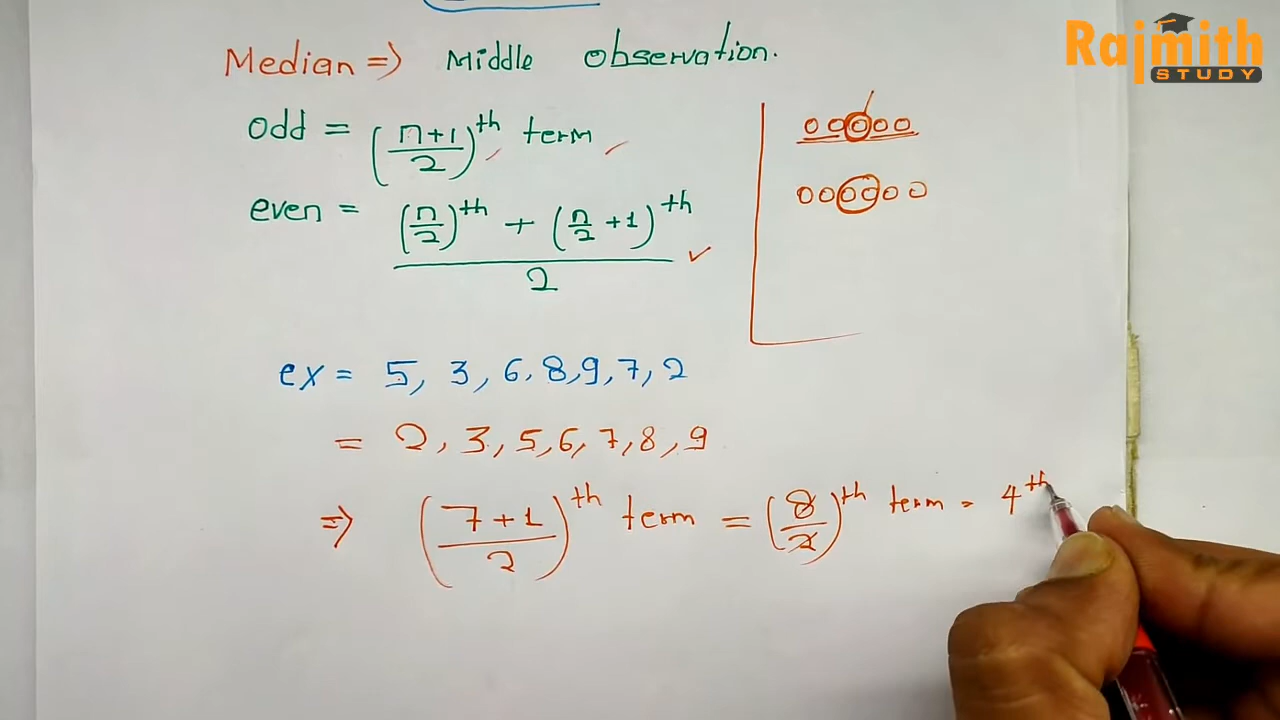 Rajmith
STUDY
Median => Middle observation.
odd = ((n+1)/2)^th term
even = ((n/2)^th + (n/2 + 1)^th)/2
ex = 5, 3, 6, 8, 9, 7, 2
= 2, 3, 5, 6, 7, 8, 9
=> ((7+1)/2)^th term = (8/2)^th term = 4^th